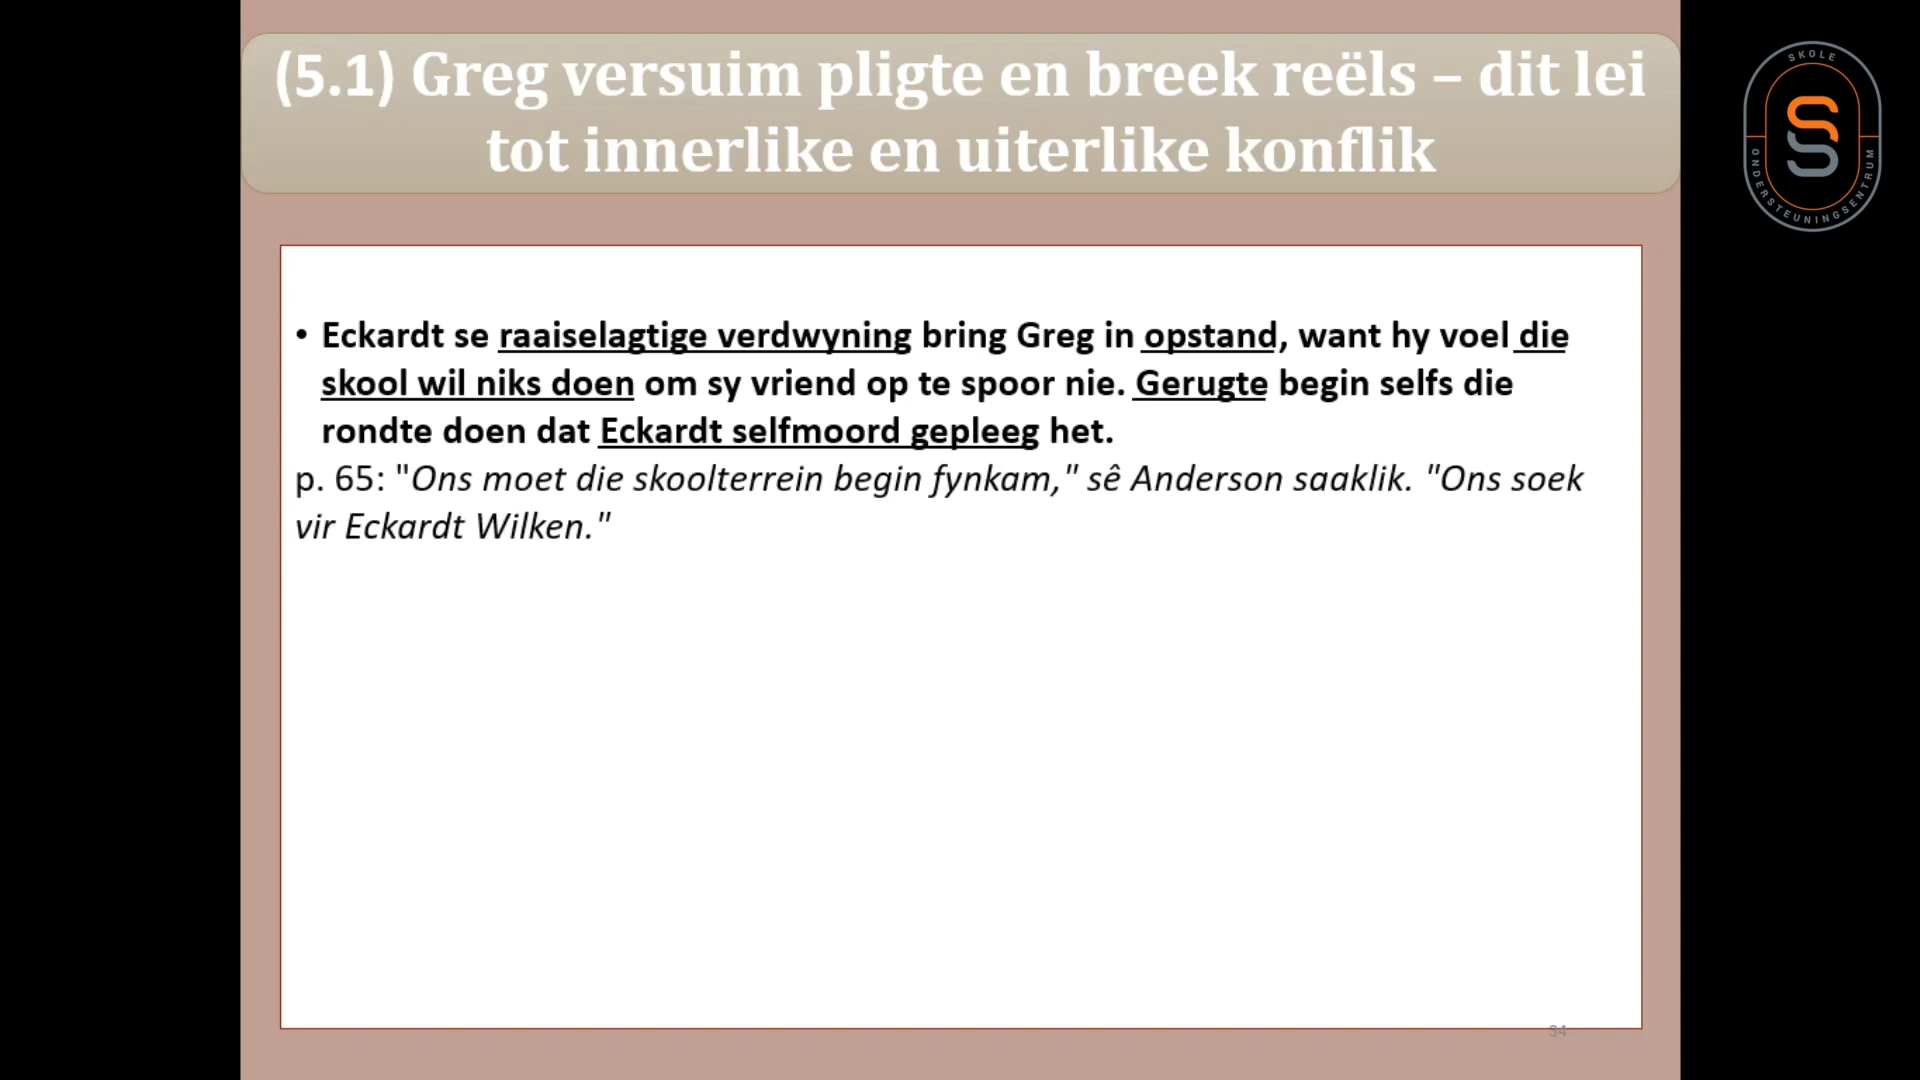 (5.1) Greg versuim pligte en breek reëls – dit lei
tot innerlike en uiterlike konflik
SKOLE
ONDERSTEUNINGSENTRUM
• Eckardt se raaiselagtige verdwyning bring Greg in opstand, want hy voel die
skool wil niks doen om sy vriend op te spoor nie. Gerugte begin selfs die
rondte doen dat Eckardt selfmoord gepleeg het.
p. 65: "Ons moet die skoolterrein begin fynkam," sê Anderson saaklik. "Ons soek
vir Eckardt Wilken."
34